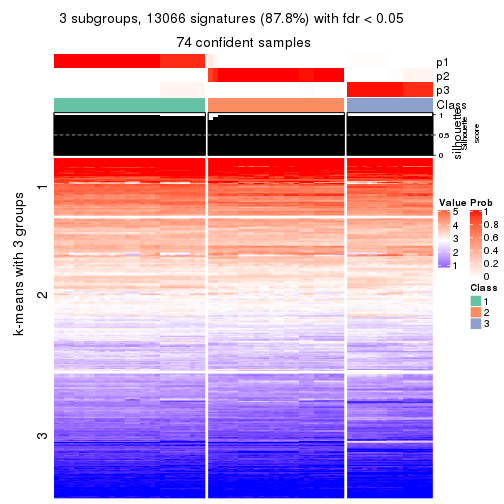 3 subgroups, 13066 signatures (87.8%) with fdr < 0.05
74 confident samples
p1
p2
p3
Class
silhouette
1
0.5
0
Silhouette
score
k-means with 3 groups
1
2
3
Value
5
4
3
2
1
Prob
1
0.8
0.6
0.4
0.2
0
Class
1
2
3